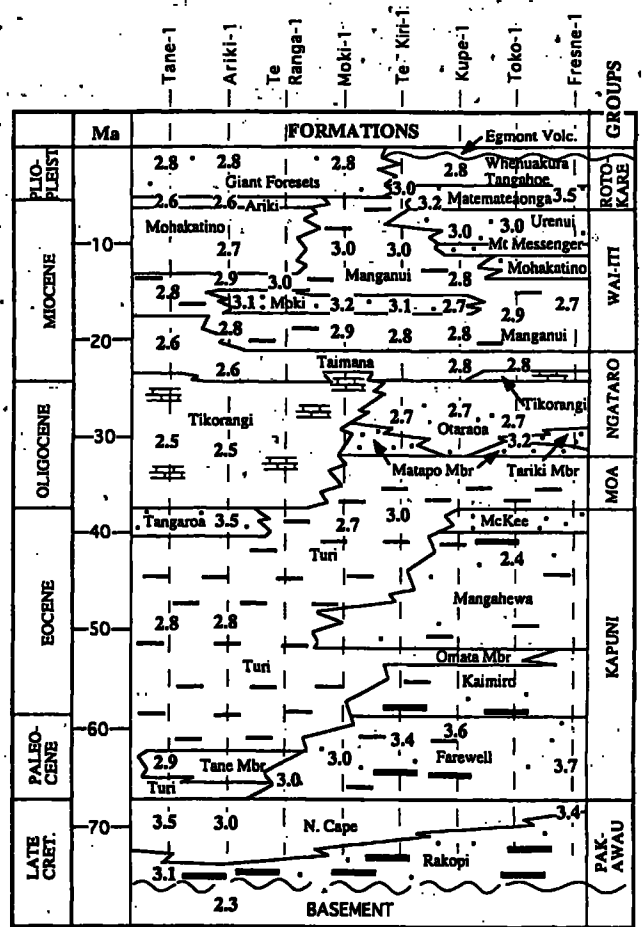 Tane-1 Ariki-1 Te Ranga-1 Moki-1 Te Kiri-1 Kupe-1 Toko-1 Fresne-1
Ma FORMATIONS GROUPS
Egmont Volc.
PLIO-PLEIST
2.8 2.8 2.8 2.8 Whenuakura
Tangahoe
Giant Foresets 3.0
ROTO-KARE
2.6 2.6 3.2 Matemateaonga 3.5
Ariki
Mohakatino 3.0 3.0 Urenui
10 2.7 3.0 3.0 Mt Messenger
MIOCENE
2.9 3.0 Manganui 2.8 Mohakatino
WAI-ITI
2.8 3.1 Moki 3.2 3.1 2.7 2.7
2.9
2.8 2.9 2.8 2.8 Manganui
20 2.6
Taimana
2.6 2.8 2.8
Tikorangi
Tikorangi 2.7 2.7 2.7
Otaraoa
NGATARO
30 2.5 2.5 3.2
OLIGOCENE
Matapo Mbr Tariki Mbr
MOA
Tangaroa 3.5 2.7 3.0 McKee
40
Turi 2.4
EOCENE
Mangahewa
2.8 2.8
50
KAPUNI
Turi Omata Mbr
Kaimiro
60 3.4 3.6
PALEO-CENE
2.9 Tane Mbr 3.0 Farewell
3.7
Turi 3.0
3.4
70 3.5 3.0 N. Cape
LATE CRET.
PAK-AWAU
Rakopi
3.1
2.3 BASEMENT